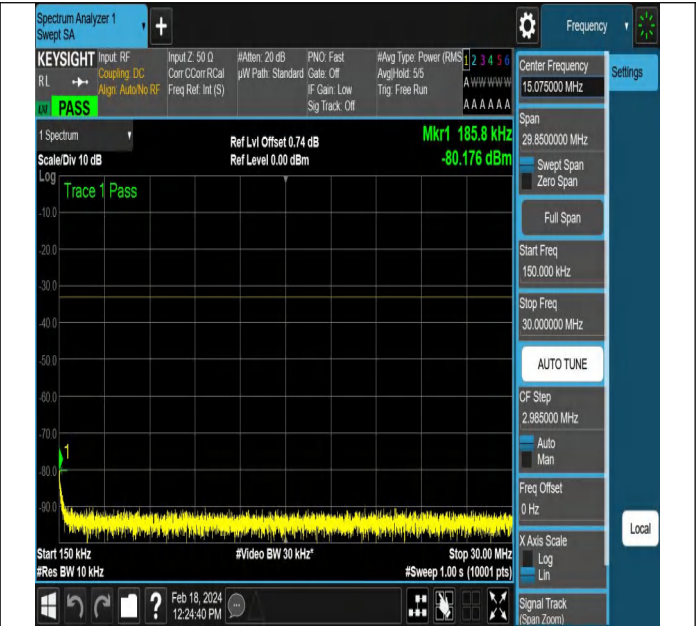 Spectrum Analyzer 1
Swept SA
+
Frequency
KEYSIGHT
RL
LXI
PASS
Input: RF
Coupling: DC
Align: Auto/No RF
Input Z: 50 Ω
Corr CCorr RCal
Freq Ref: Int (S)
#Atten: 20 dB
µW Path: Standard
PNO: Fast
Gate: Off
IF Gain: Low
Sig Track: Off
#Avg Type: Power (RMS
Avg|Hold: 5/5
Trig: Free Run
1 2 3 4 5 6
A W W W W W
A A A A A A
1 Spectrum
Scale/Div 10 dB
Ref Lvl Offset 0.74 dB
Ref Level 0.00 dBm
Mkr1 185.8 kHz
-80.176 dBm
Log
Trace 1 Pass
-10.0
-20.0
-30.0
-40.0
-50.0
-60.0
-70.0
-80.0
-90.0
1
Start 150 kHz
#Res BW 10 kHz
#Video BW 30 kHz*
Stop 30.00 MHz
#Sweep 1.00 s (10001 pts)
?
Feb 18, 2024
12:24:40 PM
Center Frequency
15.075000 MHz
Span
29.8500000 MHz
Swept Span
Zero Span
Full Span
Start Freq
150.000 kHz
Stop Freq
30.000000 MHz
AUTO TUNE
CF Step
2.985000 MHz
Auto
Man
Freq Offset
0 Hz
X Axis Scale
Log
Lin
Signal Track
(Span Zoom)
Settings
Local